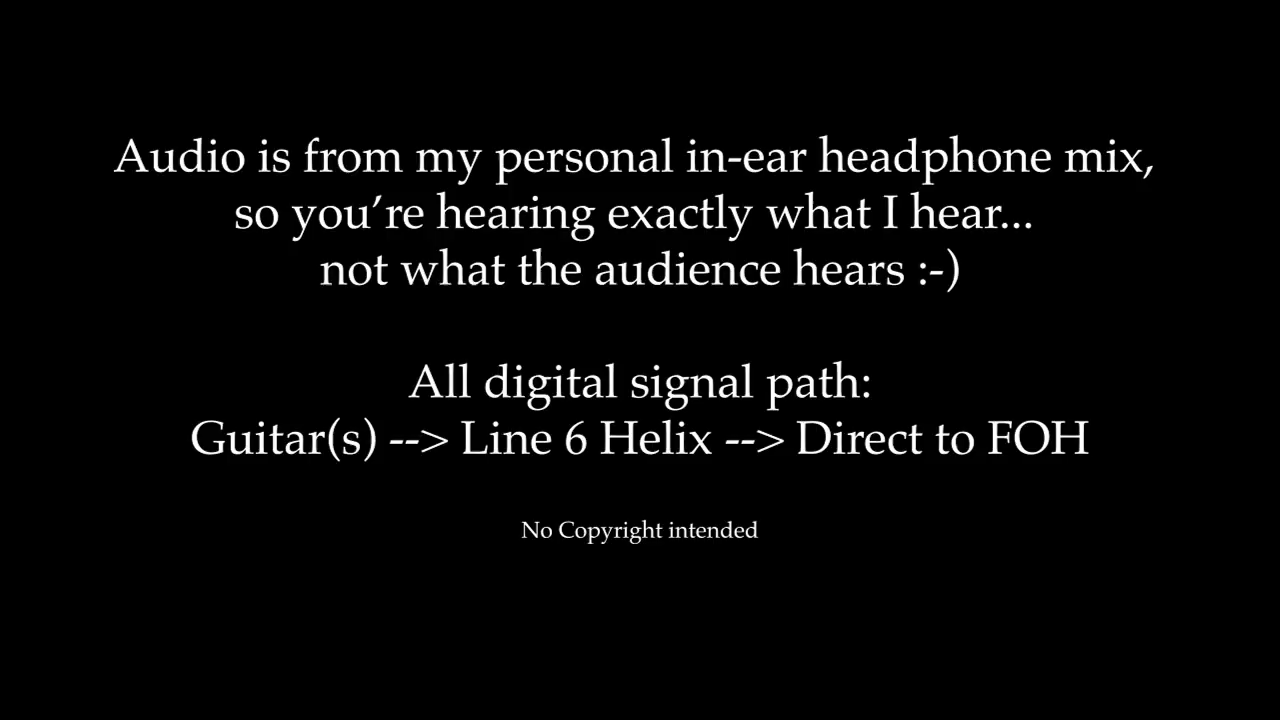 Audio is from my personal in-ear headphone mix,
so you’re hearing exactly what I hear...
not what the audience hears :-)
All digital signal path:
Guitar(s) --> Line 6 Helix --> Direct to FOH
No Copyright intended